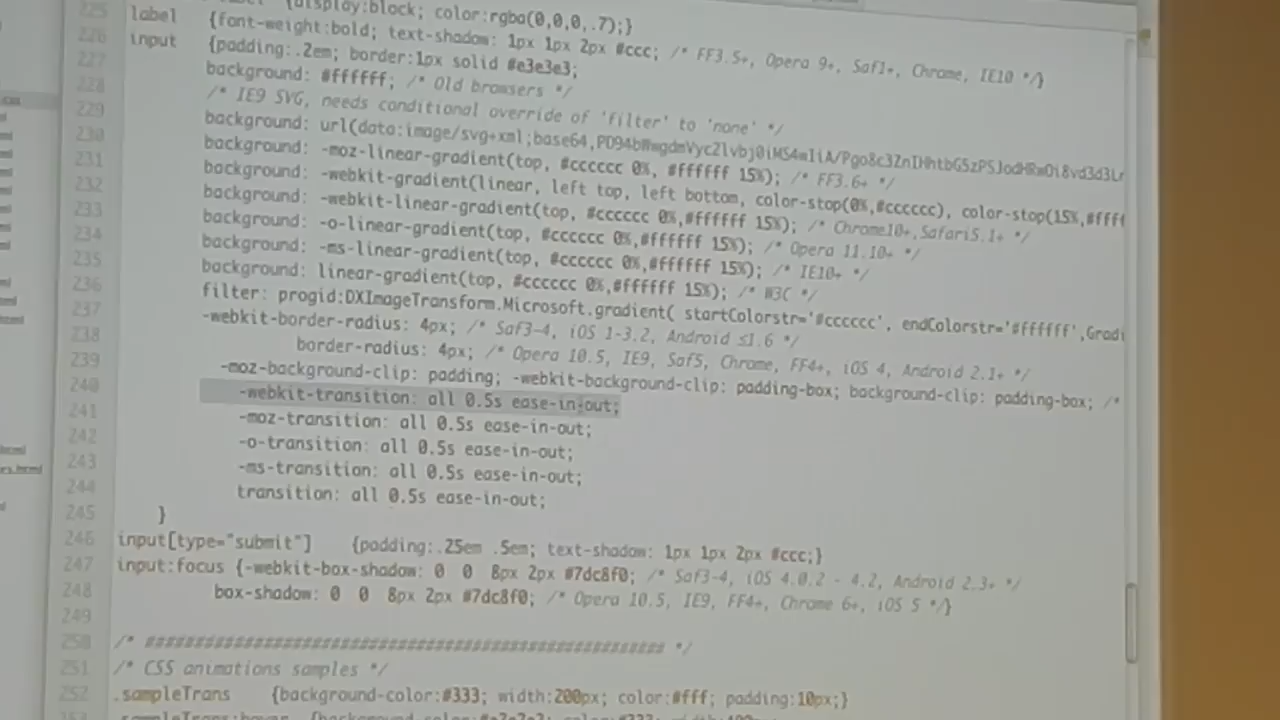 225 {display:block; color:rgba(0,0,0,.7);}
226 label {font-weight:bold; text-shadow: 1px 1px 2px #ccc; /* FF3.5+, Opera 9+, Saf1+, Chrome, IE10 */}
227 input {padding:.2em; border:1px solid #e3e3e3;
228 background: #ffffff; /* Old browsers */
229 /* IE9 SVG, needs conditional override of 'filter' to 'none' */
230 background: url(data:image/svg+xml;base64,
231 background: -moz-linear-gradient(top, #cccccc 0%, #ffffff 15%); /* FF3.6+ */
232 background: -webkit-gradient(linear, left top, left bottom, color-stop(0%,#cccccc), color-stop(15%,#ffff
233 background: -webkit-linear-gradient(top, #cccccc 0%,#ffffff 15%); /* Chrome10+,Safari5.1+ */
234 background: -o-linear-gradient(top, #cccccc 0%,#ffffff 15%); /* Opera 11.10+ */
235 background: -ms-linear-gradient(top, #cccccc 0%,#ffffff 15%); /* IE10+ */
236 background: linear-gradient(top, #cccccc 0%,#ffffff 15%); /* W3C */
237 filter: progid:DXImageTransform.Microsoft.gradient( startColorstr='#cccccc', endColorstr='#ffffff',Gradi
238 -webkit-border-radius: 4px; /* Saf3-4, iOS 1-3.2, Android ≤1.6 */
239 border-radius: 4px; /* Opera 10.5, IE9, Saf5, Chrome, FF4+, iOS 4, Android 2.1+ */
240 -moz-background-clip: padding; -webkit-background-clip: padding-box; background-clip: padding-box; /*
241 -webkit-transition: all 0.5s ease-in-out;
242 -moz-transition: all 0.5s ease-in-out;
243 -o-transition: all 0.5s ease-in-out;
244 -ms-transition: all 0.5s ease-in-out;
245 transition: all 0.5s ease-in-out;
}
246 input[type="submit"] {padding:.25em .5em; text-shadow: 1px 1px 2px #ccc;}
247 input:focus {-webkit-box-shadow: 0 0 8px 2px #7dc8f0; /* Saf3-4, iOS 4.0.2 - 4.2, Android 2.3+ */
248 box-shadow: 0 0 8px 2px #7dc8f0; /* Opera 10.5, IE9, FF4+, Chrome 6+, iOS 5 */}
249
250 /* ################################################### */
251 /* CSS animations samples */
252 .sampleTrans {background-color:#333; width:200px; color:#fff; padding:10px;}